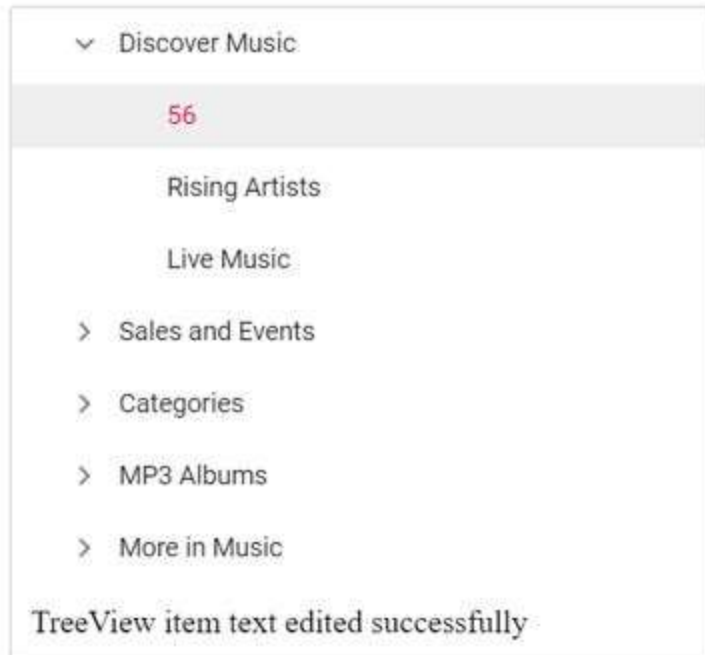 Discover Music
56
Rising Artists
Live Music
Sales and Events
Categories
MP3 Albums
More in Music
TreeView item text edited successfully